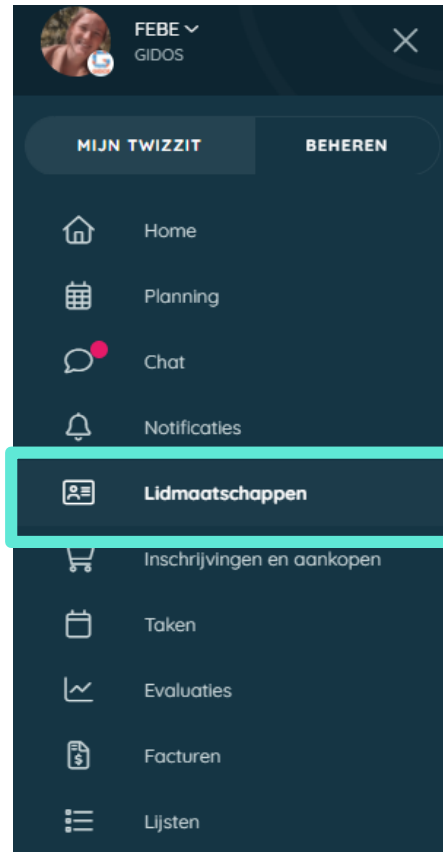 FEBE
GIDOS
MIJN TWIZZIT BEHEREN
Home
Planning
Chat
Notificaties
Lidmaatschappen
Inschrijvingen en aankopen
Taken
Evaluaties
Facturen
Lijsten